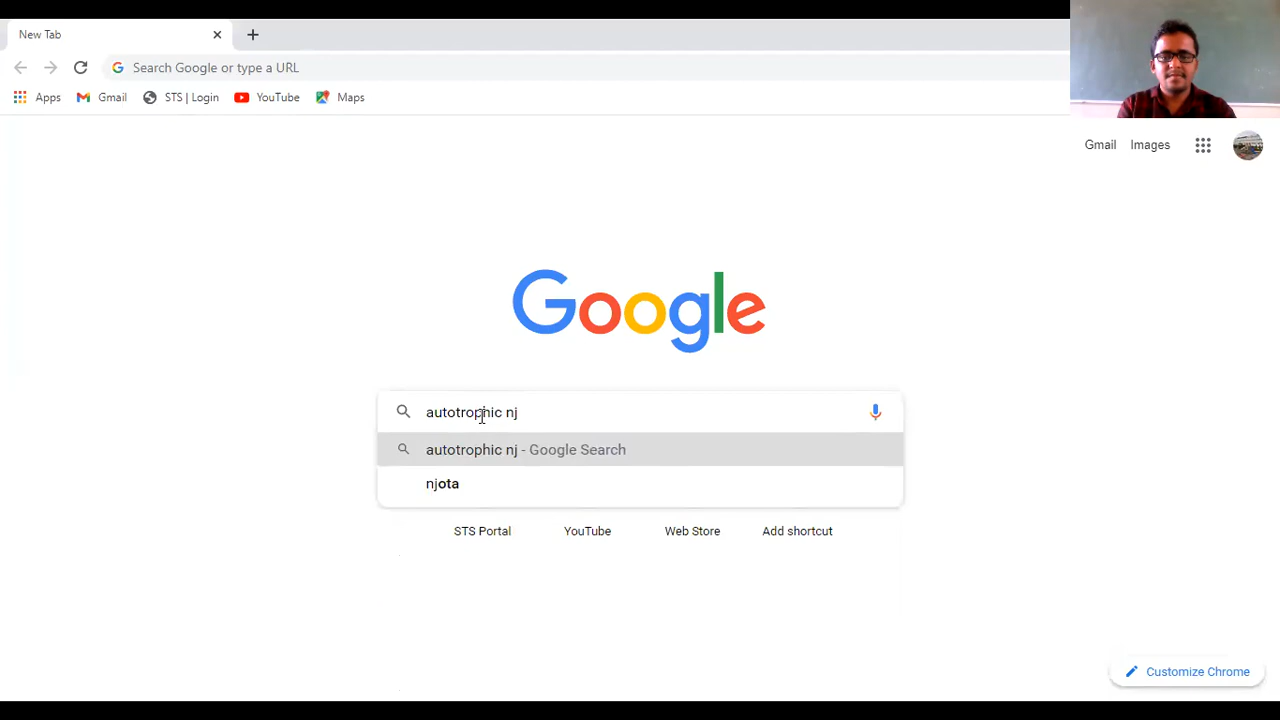 New Tab
Search Google or type a URL
Apps Gmail STS | Login YouTube Maps
Gmail Images
Google
autotrophic nj
autotrophic nj - Google Search
njota
STS Portal YouTube Web Store Add shortcut
Customize Chrome